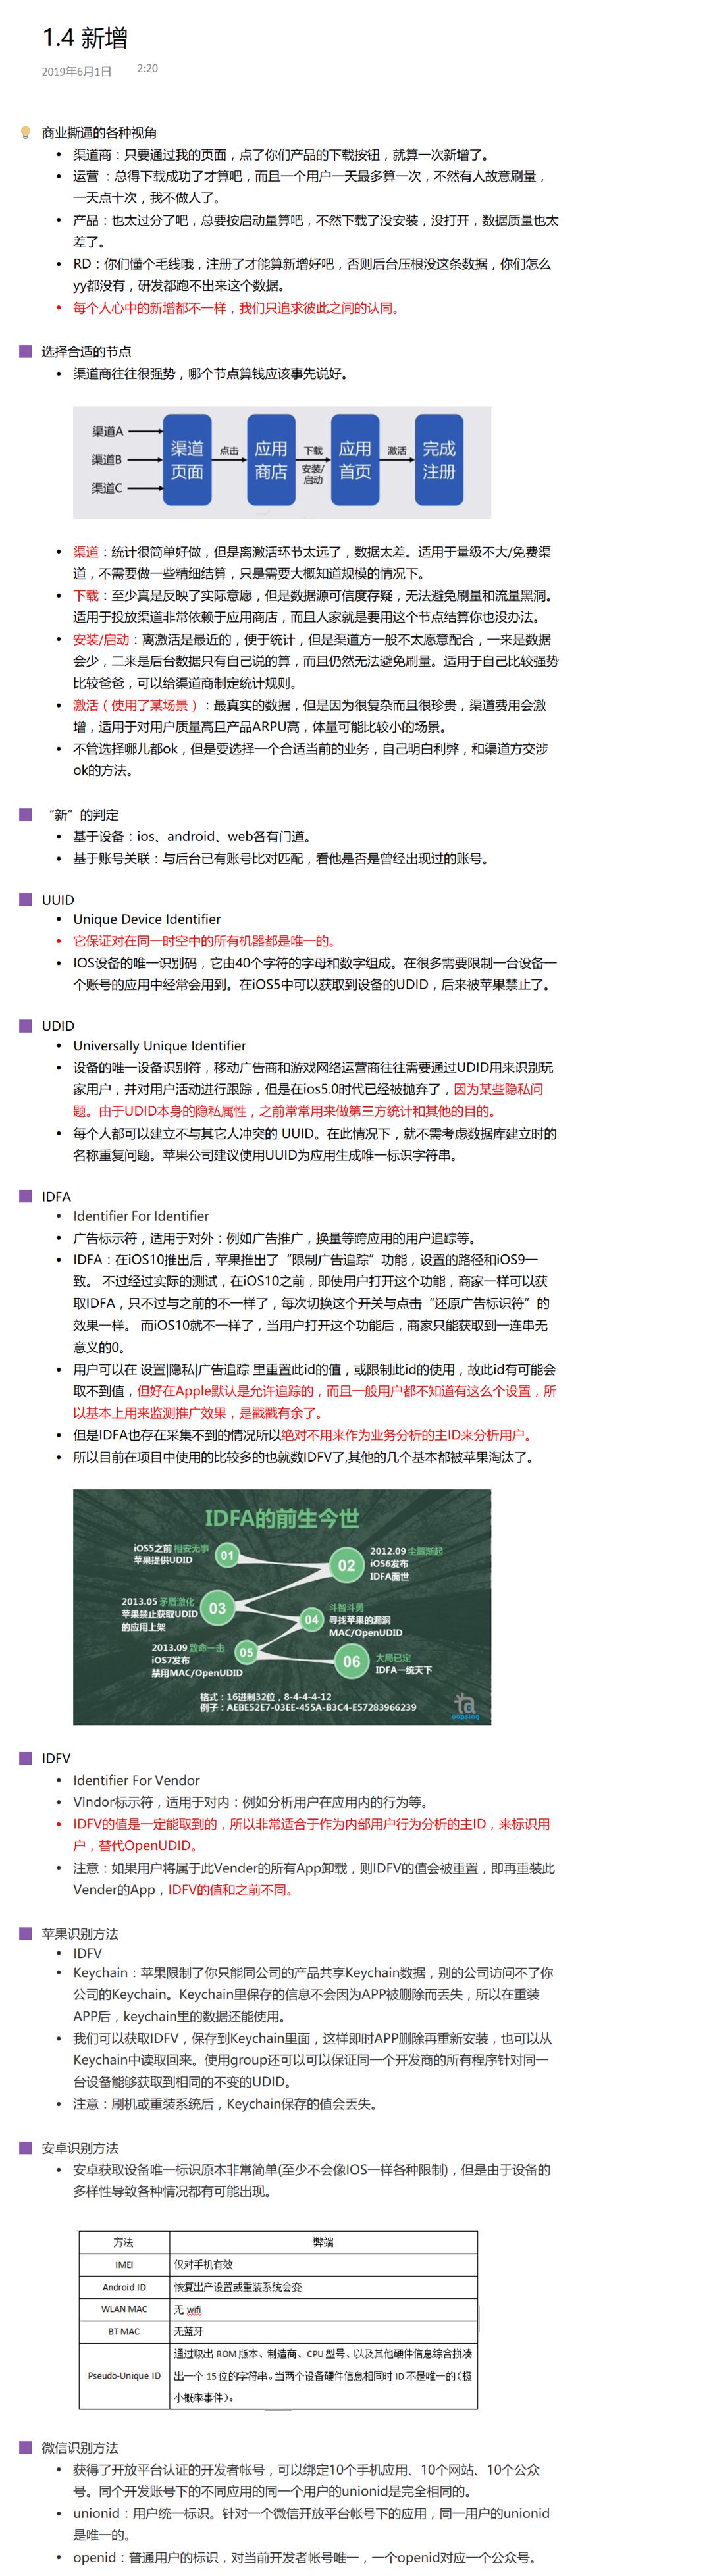 1.4 新增
2019年6月1日 2:20
商业撕逼的各种视角
• 渠道商：只要通过我的页面，点了你们产品的下载按钮，就算一次新增了。
• 运营 ：总得下载成功了才算吧，而且一个用户一天最多算一次，不然有人故意刷量，
一天点十次，我不做人了。
• 产品：也太过分了吧，总要按启动量算吧，不然下载了没安装，没打开，数据质量也太
差了。
• RD：你们懂个毛线哦，注册了才能算新增好吧，否则后台压根没这条数据，你们怎么
yy都没有，研发都跑不出来这个数据。
• 每个人心中的新增都不一样，我们只追求彼此之间的认同。
选择合适的节点
• 渠道商往往很强势，哪个节点算钱应该事先说好。
渠道A
渠道B
渠道C
渠道
页面
点击
应用
商店
下载
安装/
启动
应用
首页
激活
完成
注册
• 渠道：统计很简单好做，但是离激活环节太远了，数据太差。适用于量级不大/免费渠
道，不需要做一些精细结算，只是需要大概知道规模的情况下。
• 下载：至少真是反映了实际意愿，但是数据源可信度存疑，无法避免刷量和流量黑洞。
适用于投放渠道非常依赖于应用商店，而且人家就是要用这个节点结算你也没办法。
• 安装/启动：离激活是最近的，便于统计，但是渠道方一般不太愿意配合，一来是数据
会少，二来是后台数据只有自己说的算，而且仍然无法避免刷量。适用于自己比较强势
比较爸爸，可以给渠道商制定统计规则。
• 激活（使用了某场景）：最真实的数据，但是因为很复杂而且很珍贵，渠道费用会激
增，适用于对用户质量高且产品ARPU高，体量可能比较小的场景。
• 不管选择哪儿都ok，但是要选择一个合适当前的业务，自己明白利弊，和渠道方交涉
ok的方法。
“新”的判定
• 基于设备：ios、android、web各有门道。
• 基于账号关联：与后台已有账号比对匹配，看他是否是曾经出现过的账号。
UUID
• Unique Device Identifier
• 它保证对在同一时空中的所有机器都是唯一的。
• IOS设备的唯一识别码，它由40个字符的字母和数字组成。在很多需要限制一台设备一
个账号的应用中经常会用到。在iOS5中可以获取到设备的UDID，后来被苹果禁止了。
UDID
• Universally Unique Identifier
• 设备的唯一设备识别符，移动广告商和游戏网络运营商往往需要通过UDID用来识别玩
家用户，并对用户活动进行跟踪，但是在ios5.0时代已经被抛弃了，因为某些隐私问
题。由于UDID本身的隐私属性，之前常常用来做第三方统计和其他的目的。
• 每个人都可以建立不与其它人冲突的 UUID。在此情况下，就不需考虑数据库建立时的
名称重复问题。苹果公司建议使用UUID为应用生成唯一标识字符串。
IDFA
• Identifier For Identifier
• 广告标示符，适用于对外：例如广告推广，换量等跨应用的用户追踪等。
• IDFA：在iOS10推出后，苹果推出了“限制广告追踪”功能，设置的路径和iOS9一
致。 不过经过实际的测试，在iOS10之前，即使用户打开这个功能，商家一样可以获
取IDFA，只不过与之前的不一样了，每次切换这个开关与点击“还原广告标识符”的
效果一样。 而iOS10就不一样了，当用户打开这个功能后，商家只能获取到一连串无
意义的0。
• 用户可以在 设置|隐私|广告追踪 里重置此id的值，或限制此id的使用，故此id有可能会
取不到值，但好在Apple默认是允许追踪的，而且一般用户都不知道有这么个设置，所
以基本上用来监测推广效果，是戳戳有余了。
• 但是IDFA也存在采集不到的情况所以绝对不用来作为业务分析的主ID来分析用户。
• 所以目前在项目中使用的比较多的也就数IDFV了,其他的几个基本都被苹果淘汰了。
IDFA的前生今世
iOS5之前 相安无事
苹果提供UDID
01
02
2012.09 尘嚣渐起
iOS6发布
IDFA面世
2013.05 矛盾激化
苹果禁止获取UDID
的应用上架
03
04
斗智斗勇
寻找苹果的漏洞
MAC/OpenUDID
2013.09 致命一击
iOS7发布
禁用MAC/OpenUDID
05
06
大局已定
IDFA一统天下
格式：16进制32位，8-4-4-4-12
例子：AEBE52E7-03EE-455A-B3C4-E57283966239
appsing
IDFV
• Identifier For Vendor
• Vindor标示符，适用于对内：例如分析用户在应用内的行为等。
• IDFV的值是一定能取到的，所以非常适合于作为内部用户行为分析的主ID，来标识用
户，替代OpenUDID。
• 注意：如果用户将属于此Vender的所有App卸载，则IDFV的值会被重置，即再重装此
Vender的App，IDFV的值和之前不同。
苹果识别方法
• IDFV
• Keychain：苹果限制了你只能同公司的产品共享Keychain数据，别的公司访问不了你
公司的Keychain。Keychain里保存的信息不会因为APP被删除而丢失，所以在重装
APP后，keychain里的数据还能使用。
• 我们可以获取IDFV，保存到Keychain里面，这样即时APP删除再重新安装，也可以从
Keychain中读取回来。使用group还可以可以保证同一个开发商的所有程序针对同一
台设备能够获取到相同的不变的UDID。
• 注意：刷机或重装系统后，Keychain保存的值会丢失。
安卓识别方法
• 安卓获取设备唯一标识原本非常简单(至少不会像IOS一样各种限制)，但是由于设备的
多样性导致各种情况都有可能出现。
方法 弊端
IMEI 仅对手机有效
Android ID 恢复出产设置或重装系统会变
WLAN MAC 无 wifi
BT MAC 无蓝牙
Pseudo-Unique ID 通过取出 ROM 版本、制造商、CPU 型号、以及其他硬件信息综合拼凑
出一个 15 位的字符串。当两个设备硬件信息相同时 ID 不是唯一的（极
小概率事件）。
微信识别方法
• 获得了开放平台认证的开发者帐号，可以绑定10个手机应用、10个网站、10个公众
号。同个开发账号下的不同应用的同一个用户的unionid是完全相同的。
• unionid：用户统一标识。针对一个微信开放平台帐号下的应用，同一用户的unionid
是唯一的。
• openid：普通用户的标识，对当前开发者帐号唯一，一个openid对应一个公众号。